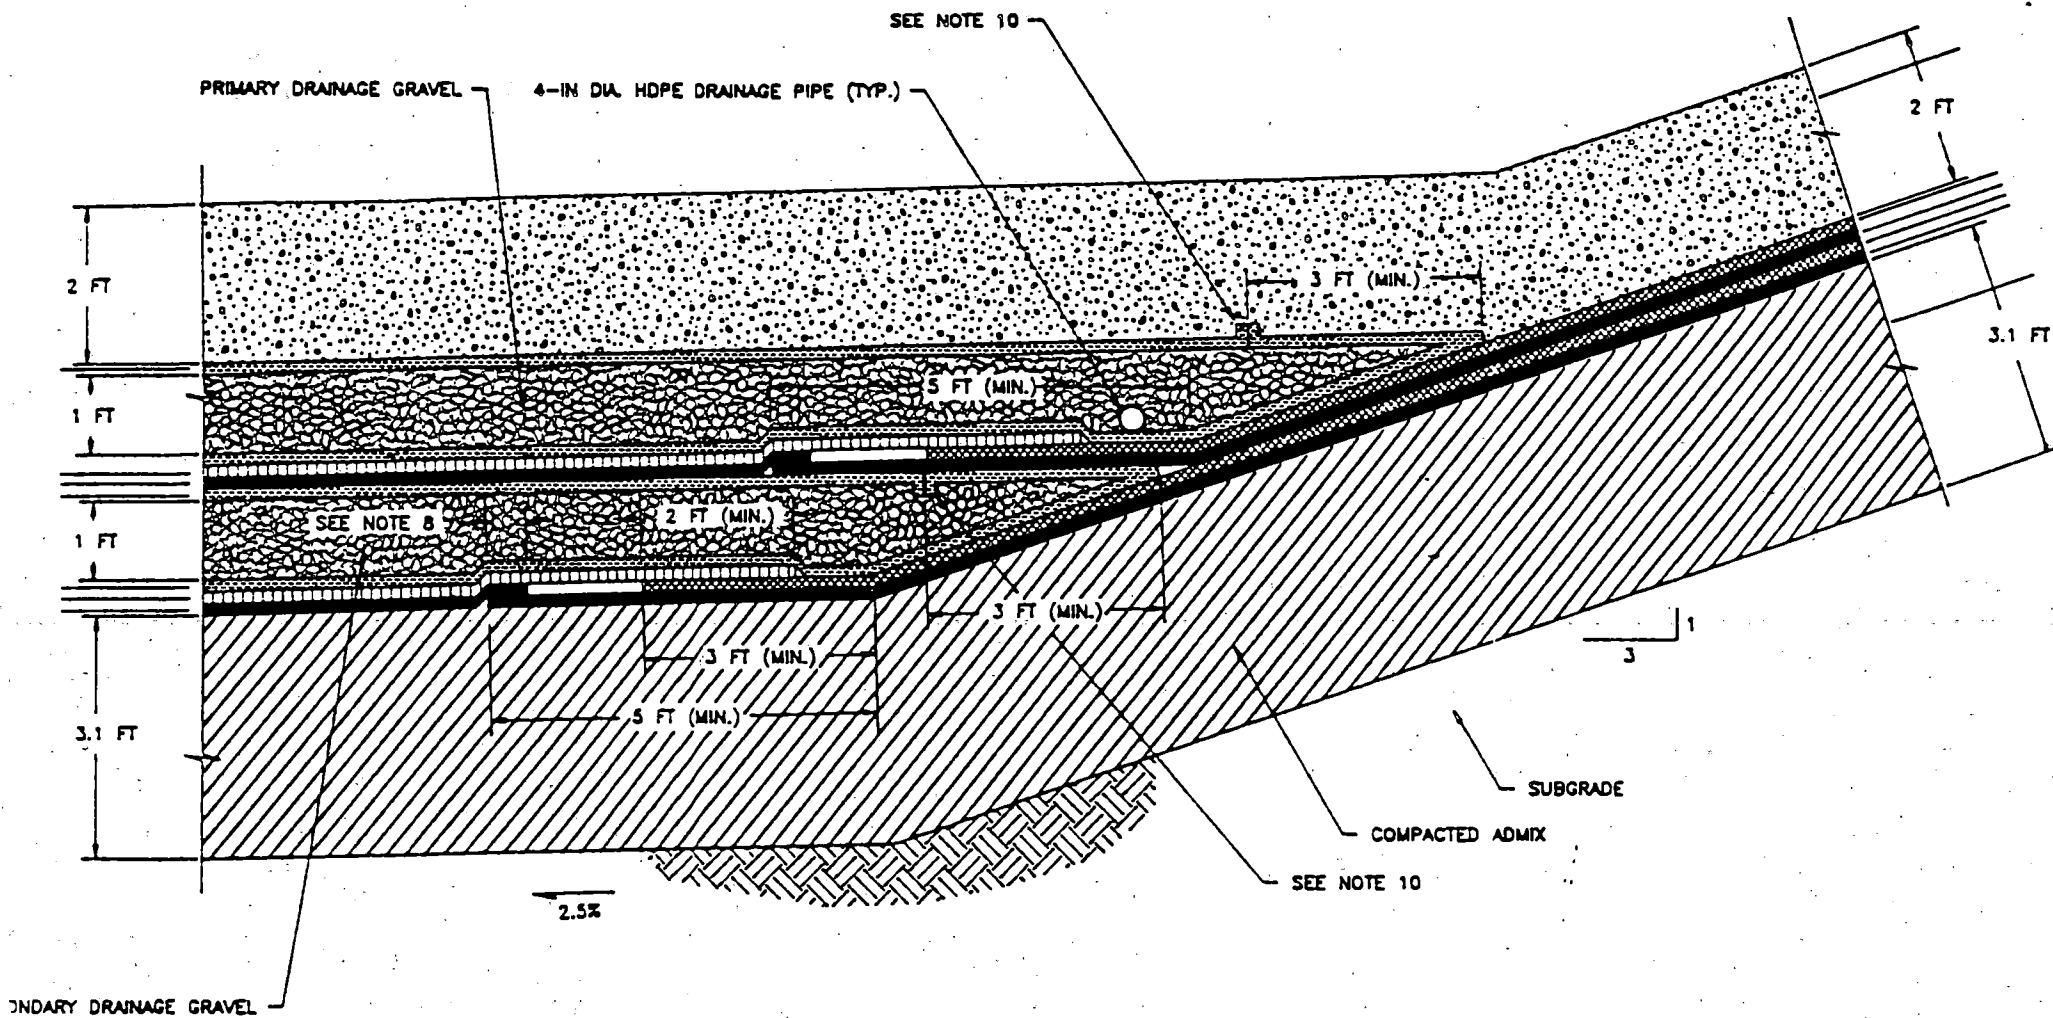 SEE NOTE 10
PRIMARY DRAINAGE GRAVEL
4-IN DIA. HDPE DRAINAGE PIPE (TYP.)
2 FT
2 FT
3 FT (MIN.)
3.1 FT
5 FT (MIN.)
1 FT
SEE NOTE 8
2 FT (MIN.)
1 FT
3 FT (MIN.)
1
3
3 FT (MIN.)
5 FT (MIN.)
3.1 FT
SUBGRADE
COMPACTED ADMIX
SEE NOTE 10
2.5%
ONDARY DRAINAGE GRAVEL